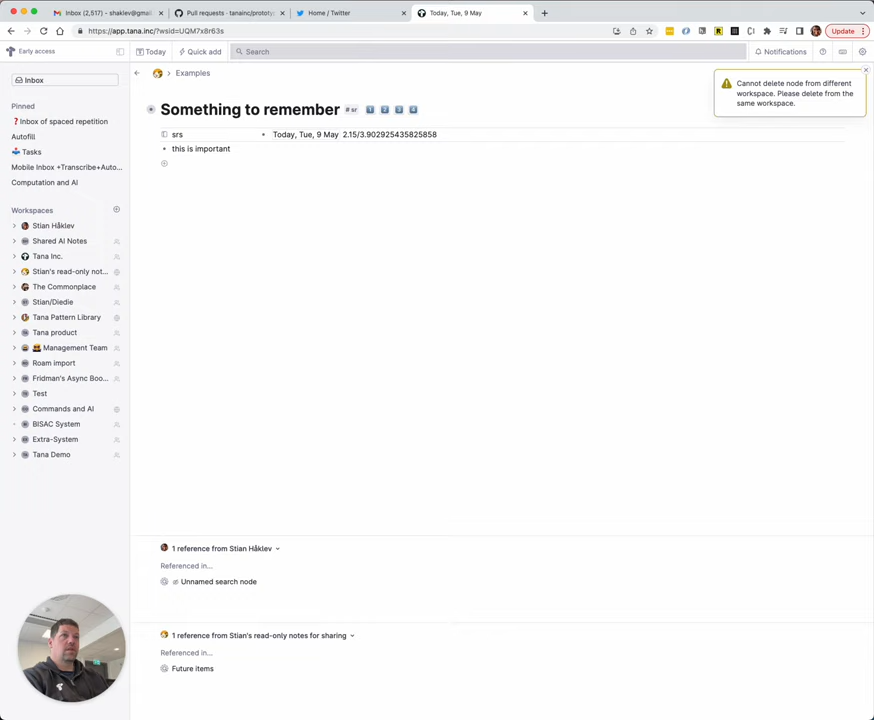 Inbox (2,517) - shaklev@gmail
Pull requests · tanainc/prototyp
Home / Twitter
Today, Tue, 9 May
https://app.tana.inc/?wsid=UQM7x8r63s
Update
Early access
Today
Quick add
Search
Notifications
Inbox
Examples
Cannot delete node from different
workspace. Please delete from the
same workspace.
Pinned
Something to remember # sr 1 2 3 4
? Inbox of spaced repetition
srs
Today, Tue, 9 May 2.15/3.902925435825858
Autofill
this is important
Tasks
Mobile Inbox +Transcribe+Auto...
Computation and AI
Workspaces
Stian Håklev
Shared AI Notes
Tana Inc.
Stian's read-only not...
The Commonplace
Stian/Diedie
Tana Pattern Library
Tana product
Management Team
Roam import
Fridman's Async Boo...
Test
Commands and AI
BISAC System
Extra-System
Tana Demo
1 reference from Stian Håklev
Referenced in...
Unnamed search node
1 reference from Stian's read-only notes for sharing
Referenced in...
Future items